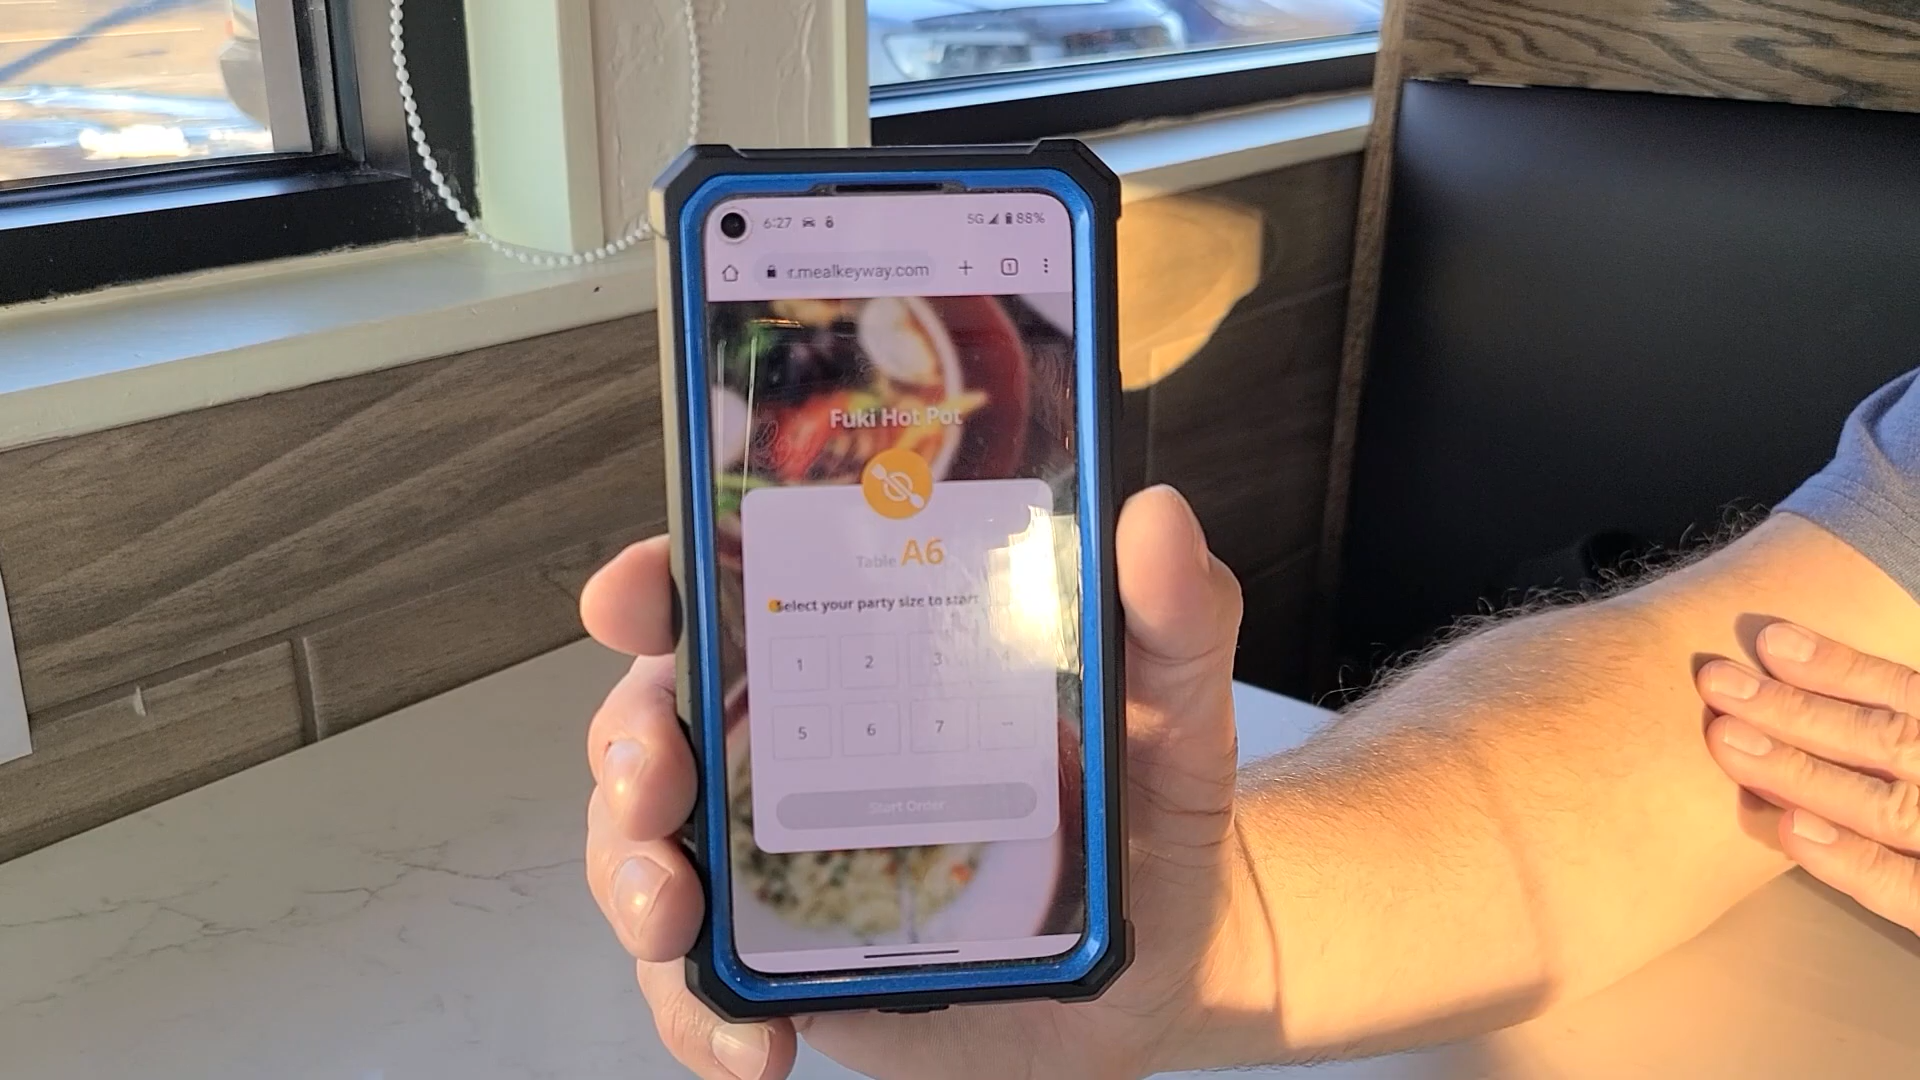 6:27 5G 88%
r.mealkeyway.com 1
Fuki Hot Pot
Table A6
Select your party size to start
1 2 3 4
5 6 7
Start Order